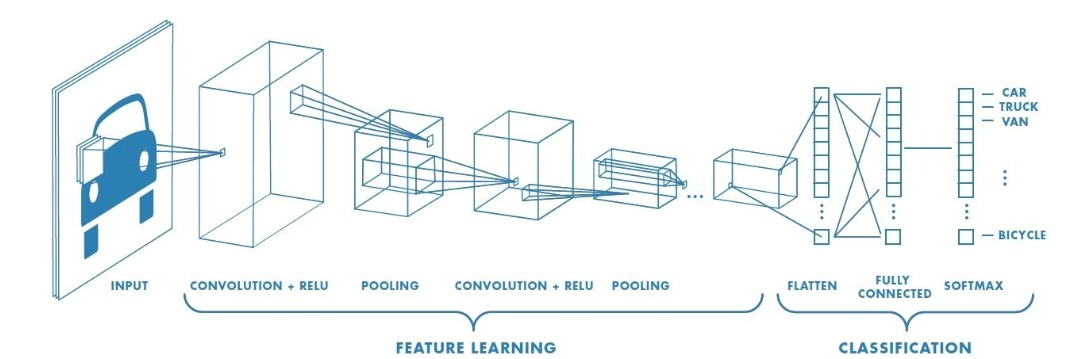 CAR
TRUCK
VAN
BICYCLE
INPUT
CONVOLUTION + RELU
POOLING
CONVOLUTION + RELU
POOLING
FLATTEN
FULLY
CONNECTED
SOFTMAX
FEATURE LEARNING
CLASSIFICATION